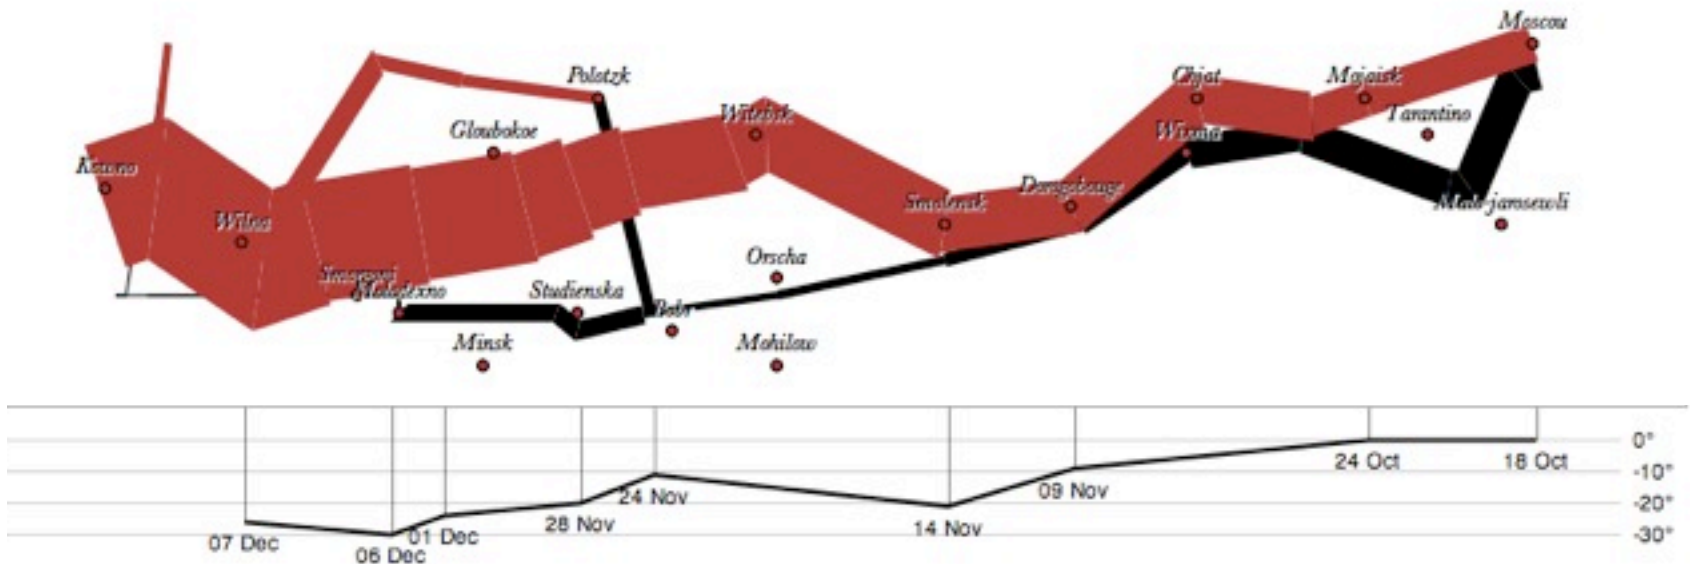 Moscou
Polotzk
Chjat
Mojaisk
Witebsk
Tarantino
Gloubokoe
Wixma
Kowno
Dorogobouge
Wilna
Smolensk
Malo-jarosewli
Orscha
Smorgoni
Molodexno
Studienska
Bobr
Minsk
Mohilow
0°
24 Oct
18 Oct
-10°
09 Nov
24 Nov
-20°
28 Nov
14 Nov
01 Dec
-30°
07 Dec
06 Dec